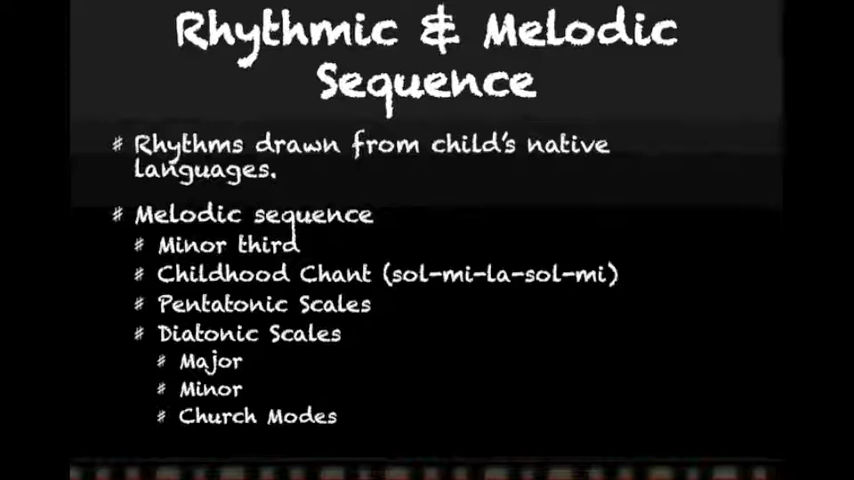 Rhythmic & Melodic
Sequence
# Rhythms drawn from child's native
languages.
# Melodic sequence
# Minor third
# Childhood Chant (sol-mi-la-sol-mi)
# Pentatonic Scales
# Diatonic Scales
# Major
# Minor
# Church Modes